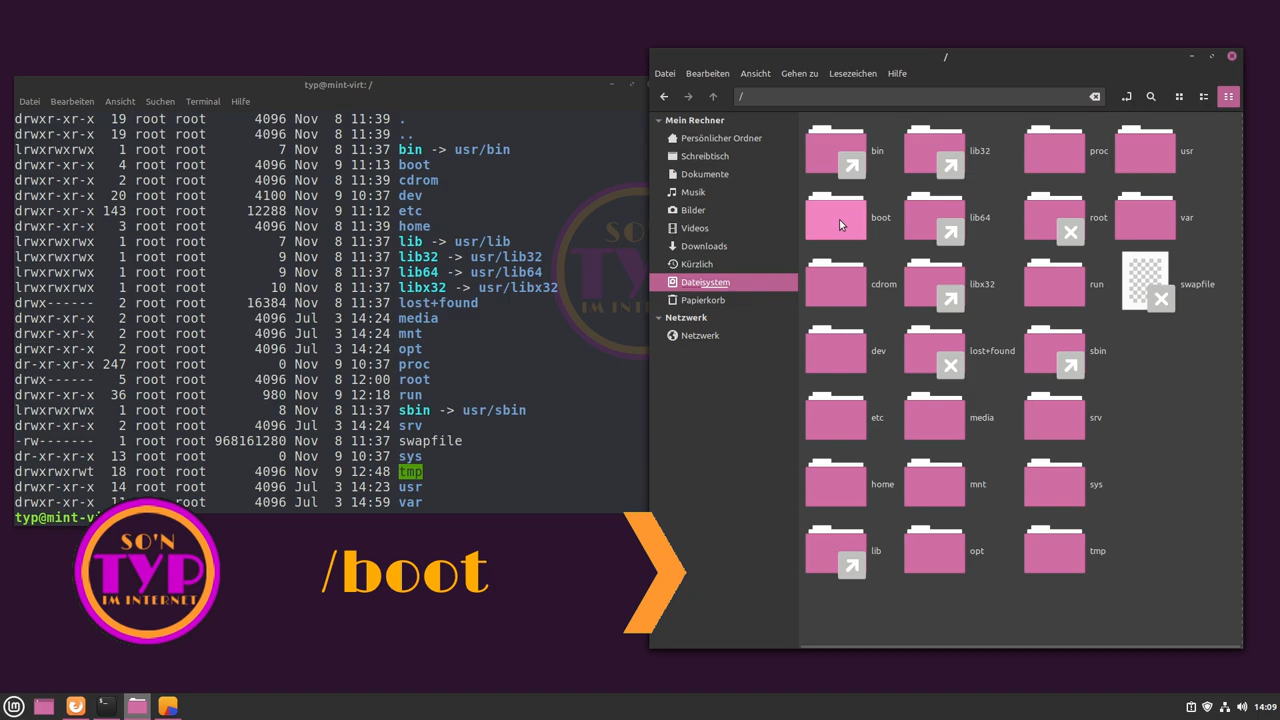 typ@mint-virt: /
Datei Bearbeiten Ansicht Suchen Terminal Hilfe
drwxr-xr-x 19 root root 4096 Nov 8 11:39 .
drwxr-xr-x 19 root root 4096 Nov 8 11:39 ..
lrwxrwxrwx 1 root root 7 Nov 8 11:37 bin -> usr/bin
drwxr-xr-x 4 root root 4096 Nov 9 11:13 boot
drwxrwxr-x 2 root root 4096 Nov 8 11:39 cdrom
drwxr-xr-x 20 root root 4100 Nov 9 10:37 dev
drwxr-xr-x 143 root root 12288 Nov 9 11:12 etc
drwxr-xr-x 3 root root 4096 Nov 8 11:39 home
lrwxrwxrwx 1 root root 7 Nov 8 11:37 lib -> usr/lib
lrwxrwxrwx 1 root root 9 Nov 8 11:37 lib32 -> usr/lib32
lrwxrwxrwx 1 root root 9 Nov 8 11:37 lib64 -> usr/lib64
lrwxrwxrwx 1 root root 10 Nov 8 11:37 libx32 -> usr/libx32
drwx------ 2 root root 16384 Nov 8 11:37 lost+found
drwxr-xr-x 2 root root 4096 Jul 3 14:24 media
drwxr-xr-x 2 root root 4096 Jul 3 14:24 mnt
drwxr-xr-x 2 root root 4096 Jul 3 14:24 opt
dr-xr-xr-x 247 root root 0 Nov 9 10:37 proc
drwx------ 5 root root 4096 Nov 8 12:00 root
drwxr-xr-x 36 root root 980 Nov 9 12:18 run
lrwxrwxrwx 1 root root 8 Nov 8 11:37 sbin -> usr/sbin
drwxr-xr-x 2 root root 4096 Jul 3 14:24 srv
-rw------- 1 root root 968161280 Nov 8 11:37 swapfile
dr-xr-xr-x 13 root root 0 Nov 9 10:37 sys
drwxrwxrwt 18 root root 4096 Nov 9 12:48 tmp
drwxr-xr-x 14 root root 4096 Jul 3 14:23 usr
drwxr-xr-x 11 root root 4096 Jul 3 14:59 var
typ@mint-vi
SO'N
TYP
IM INTERNET
/boot
/
Datei Bearbeiten Ansicht Gehen zu Lesezeichen Hilfe
/
Mein Rechner
Persönlicher Ordner
Schreibtisch
Dokumente
Musik
Bilder
Videos
Downloads
Kürzlich
Dateisystem
Papierkorb
Netzwerk
Netzwerk
bin lib32 proc usr
boot lib64 root var
cdrom libx32 run swapfile
dev lost+found sbin
etc media srv
home mnt sys
lib opt tmp
14:09